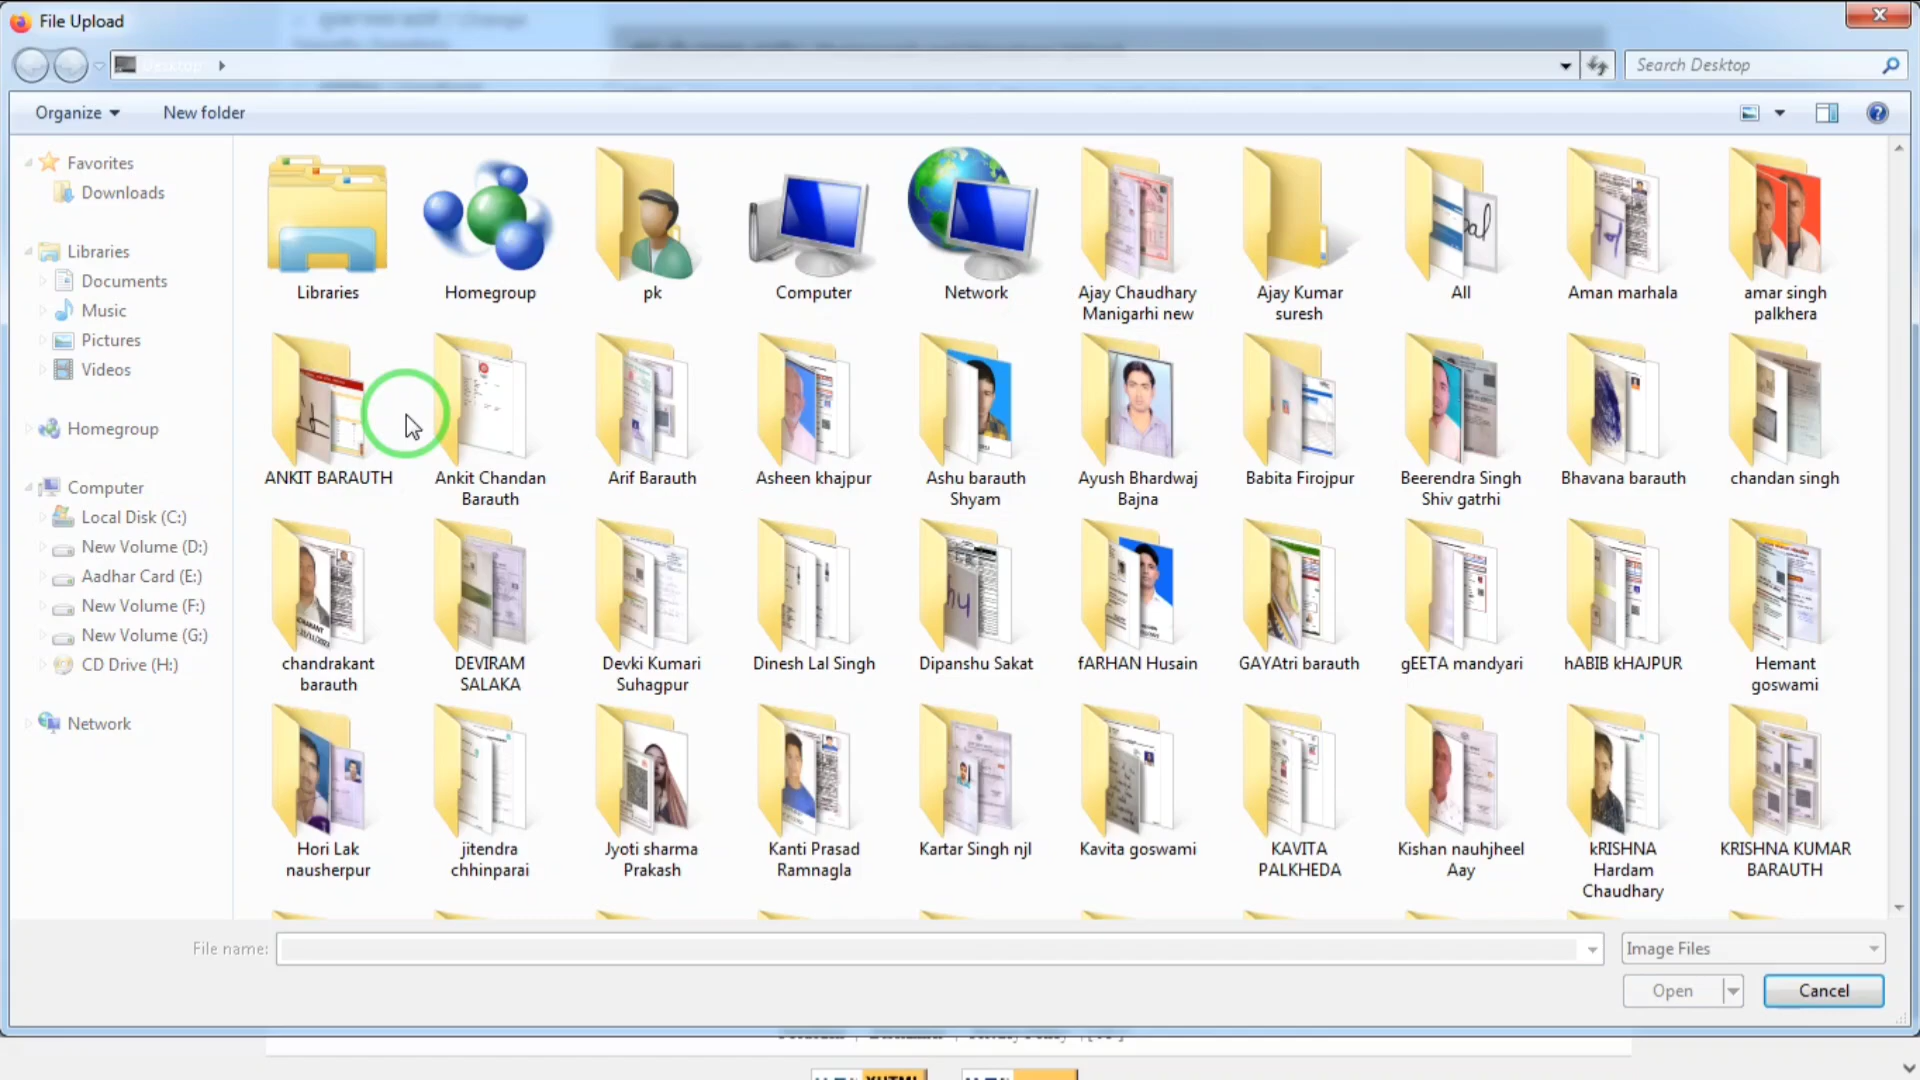 File Upload
Desktop
Search Desktop
Organize
New folder
Favorites
Downloads
Libraries
Documents
Music
Pictures
Videos
Homegroup
Computer
Local Disk (C:)
New Volume (D:)
Aadhar Card (E:)
New Volume (F:)
New Volume (G:)
CD Drive (H:)
Network
Libraries
Homegroup
pk
Computer
Network
Ajay Chaudhary
Manigarhi new
Ajay Kumar
suresh
All
Aman marhala
amar singh
palkhera
ANKIT BARAUTH
Ankit Chandan
Barauth
Arif Barauth
Asheen khajpur
Ashu barauth
Shyam
Ayush Bhardwaj
Bajna
Babita Firojpur
Beerendra Singh
Shiv gatrhi
Bhavana barauth
chandan singh
chandrakant
barauth
DEVIRAM
SALAKA
Devki Kumari
Suhagpur
Dinesh Lal Singh
Dipanshu Sakat
fARHAN Husain
GAYAtri barauth
gEETA mandyari
hABIB kHAJPUR
Hemant
goswami
Hori Lak
nausherpur
jitendra
chhinparai
Jyoti sharma
Prakash
Kanti Prasad
Ramnagla
Kartar Singh njl
Kavita goswami
KAVITA
PALKHEDA
Kishan nauhjheel
Aay
kRISHNA
Hardam
Chaudhary
KRISHNA KUMAR
BARAUTH
File name:
Image Files
Open
Cancel